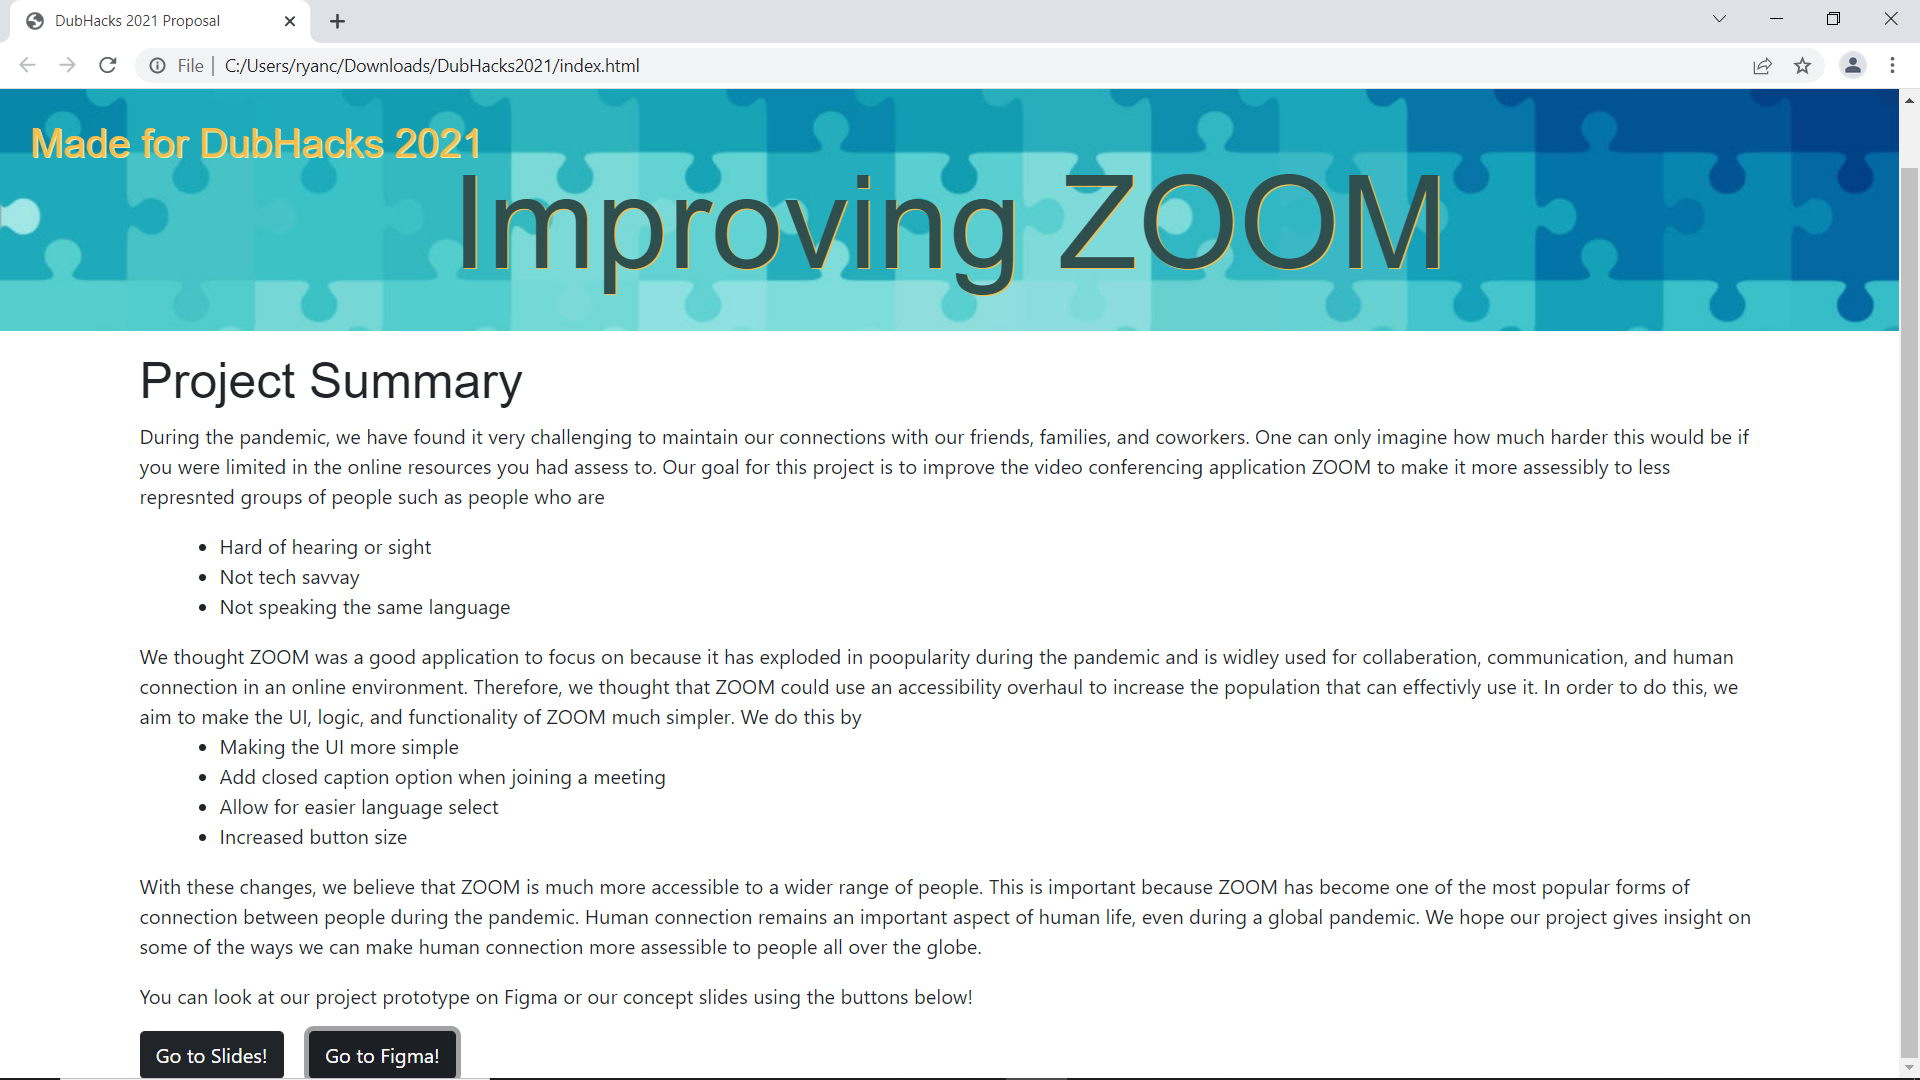 DubHacks 2021 Proposal
File | C:/Users/ryanc/Downloads/DubHacks2021/index.html
Made for DubHacks 2021
Improving ZOOM
Project Summary
During the pandemic, we have found it very challenging to maintain our connections with our friends, families, and coworkers. One can only imagine how much harder this would be if
you were limited in the online resources you had assess to. Our goal for this project is to improve the video conferencing application ZOOM to make it more assessibly to less
represnted groups of people such as people who are
• Hard of hearing or sight
• Not tech savvay
• Not speaking the same language
We thought ZOOM was a good application to focus on because it has exploded in poopularity during the pandemic and is widley used for collaberation, communication, and human
connection in an online environment. Therefore, we thought that ZOOM could use an accessibility overhaul to increase the population that can effectivly use it. In order to do this, we
aim to make the UI, logic, and functionality of ZOOM much simpler. We do this by
• Making the UI more simple
• Add closed caption option when joining a meeting
• Allow for easier language select
• Increased button size
With these changes, we believe that ZOOM is much more accessible to a wider range of people. This is important because ZOOM has become one of the most popular forms of
connection between people during the pandemic. Human connection remains an important aspect of human life, even during a global pandemic. We hope our project gives insight on
some of the ways we can make human connection more assessible to people all over the globe.
You can look at our project prototype on Figma or our concept slides using the buttons below!
Go to Slides! Go to Figma!